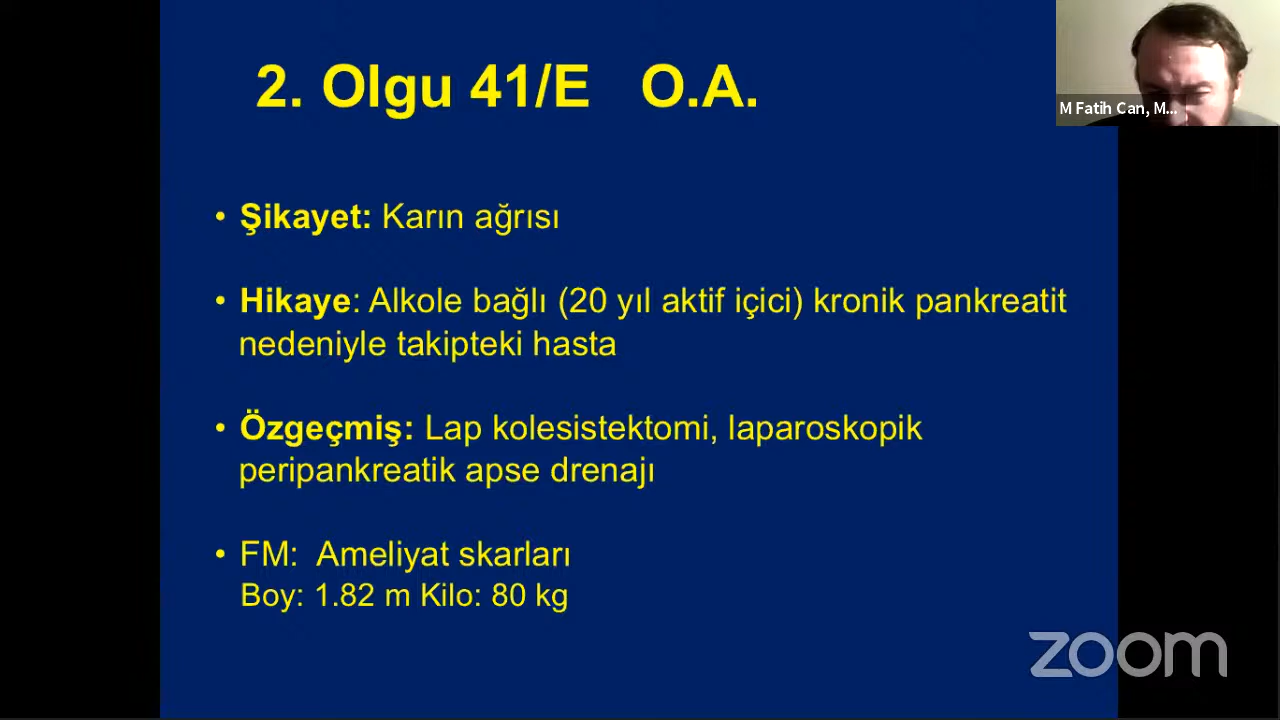 2. Olgu 41/E O.A.
M Fatih Can, M...
• Şikayet: Karın ağrısı
• Hikaye: Alkole bağlı (20 yıl aktif içici) kronik pankreatit
nedeniyle takipteki hasta
• Özgeçmiş: Lap kolesistektomi, laparoskopik
peripankreatik apse drenajı
• FM: Ameliyat skarları
Boy: 1.82 m Kilo: 80 kg
zoom